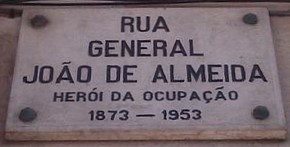 RUA
GENERAL
JOÃO DE ALMEIDA
HERÓI DA OCUPAÇÃO
1873 — 1953